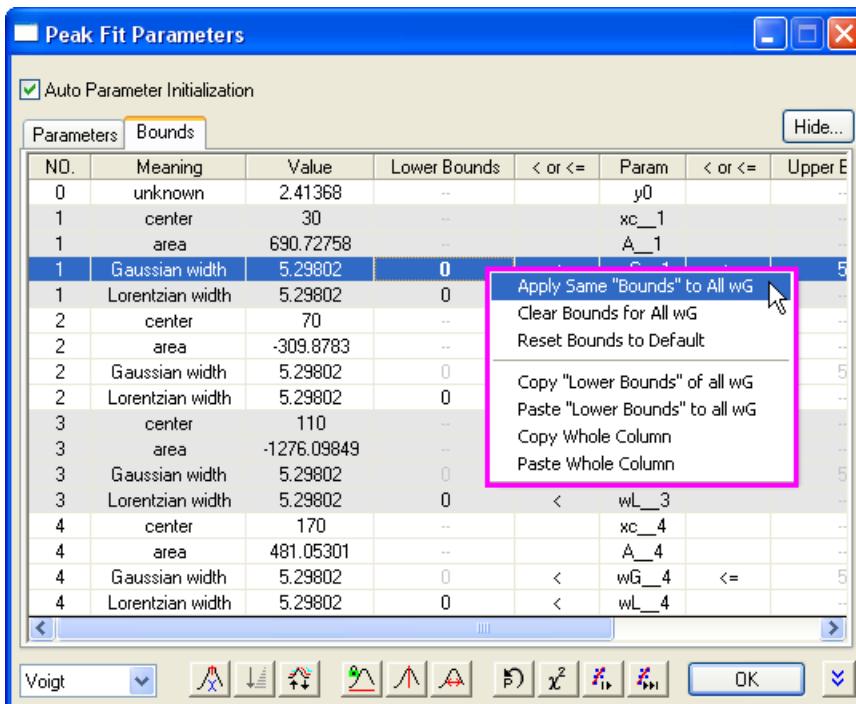 Peak Fit Parameters
Auto Parameter Initialization
Parameters Bounds Hide...
NO. Meaning Value Lower Bounds < or <= Param < or <= Upper B
0 unknown 2.41368 -- y0 --
1 center 30 -- xc__1 --
1 area 690.72758 -- A__1 --
1 Gaussian width 5.29802 0 5
1 Lorentzian width 5.29802 0 --
2 center 70 -- --
2 area -309.8783 -- --
2 Gaussian width 5.29802 0 5
2 Lorentzian width 5.29802 0 --
3 center 110 -- --
3 area -1276.09849 -- --
3 Gaussian width 5.29802 0 5
3 Lorentzian width 5.29802 0 < wL__3 --
4 center 170 -- xc__4 --
4 area 481.05301 -- A__4 --
4 Gaussian width 5.29802 0 < wG__4 <= 5
4 Lorentzian width 5.29802 0 < wL__4 --
Apply Same "Bounds" to All wG
Clear Bounds for All wG
Reset Bounds to Default
Copy "Lower Bounds" of all wG
Paste "Lower Bounds" to all wG
Copy Whole Column
Paste Whole Column
Voigt χ² OK